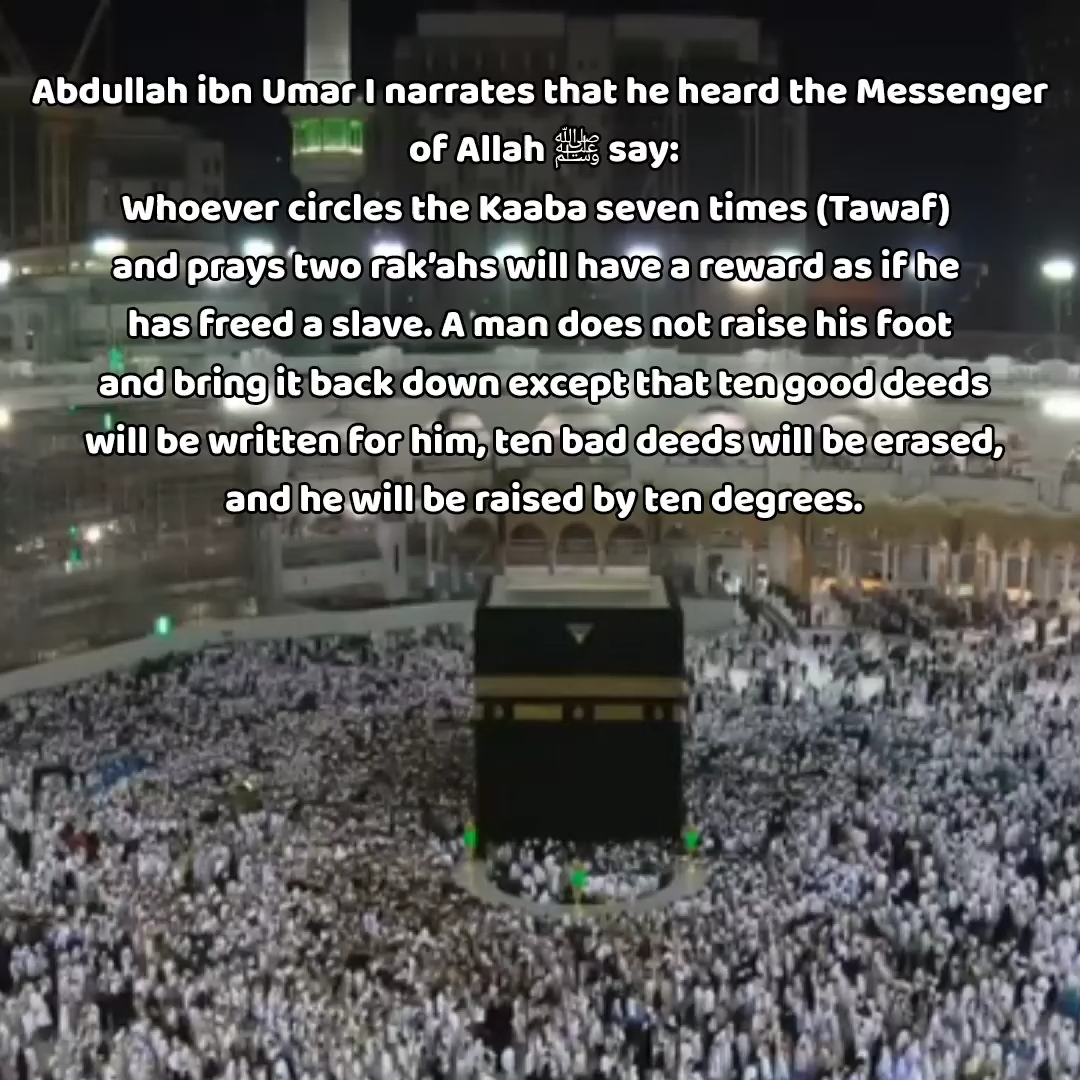 Abdullah ibn Umar I narrates that he heard the Messenger
of Allah ﷺ say:
Whoever circles the Kaaba seven times (Tawaf)
and prays two rak’ahs will have a reward as if he
has freed a slave. A man does not raise his foot
and bring it back down except that ten good deeds
will be written for him, ten bad deeds will be erased,
and he will be raised by ten degrees.